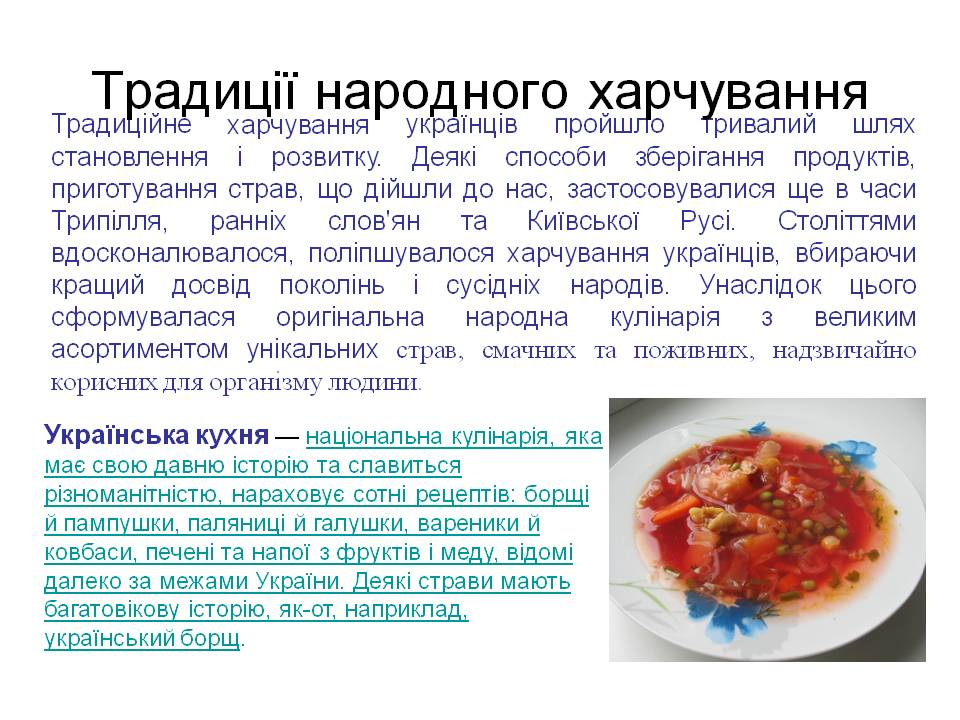 Традиції народного харчування
Традиційне харчування українців пройшло тривалий шлях
становлення і розвитку. Деякі способи зберігання продуктів,
приготування страв, що дійшли до нас, застосовувалися ще в часи
Трипілля, ранніх слов'ян та Київської Русі. Століттями
вдосконалювалося, поліпшувалося харчування українців, вбираючи
кращий досвід поколінь і сусідніх народів. Унаслідок цього
сформувалася оригінальна народна кулінарія з великим
асортиментом унікальних страв, смачних та поживних, надзвичайно
корисних для організму людини.
Українська кухня — національна кулінарія, яка
має свою давню історію та славиться
різноманітністю, нараховує сотні рецептів: борщі
й пампушки, паляниці й галушки, вареники й
ковбаси, печені та напої з фруктів і меду, відомі
далеко за межами України. Деякі страви мають
багатовікову історію, як-от, наприклад,
український борщ.